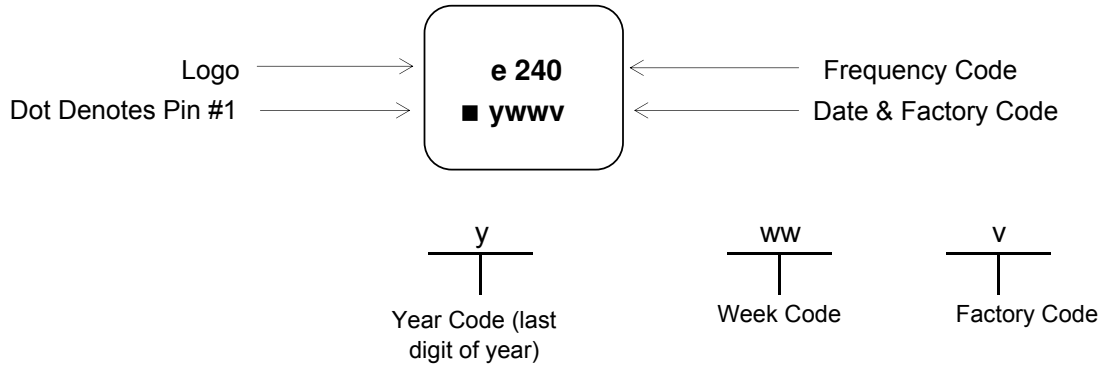 Logo
e 240
Frequency Code
Dot Denotes Pin #1
■ ywwv
Date & Factory Code
y
ww
v
Year Code (last
digit of year)
Week Code
Factory Code